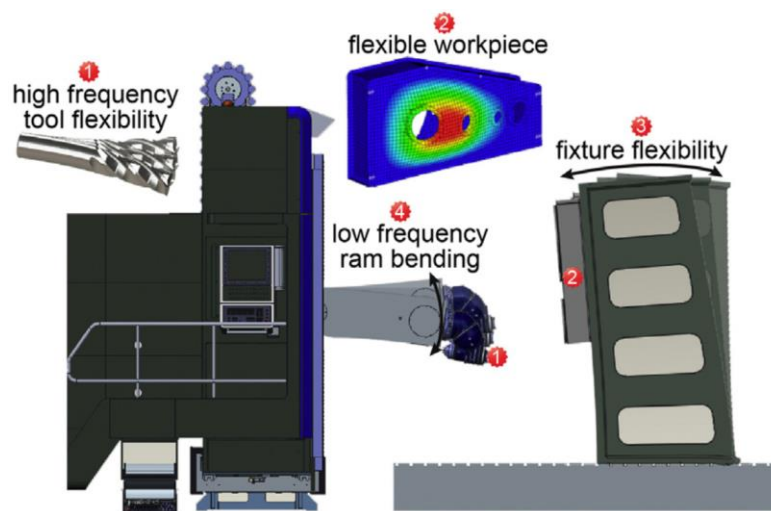 1
high frequency
tool flexibility
2
flexible workpiece
3
fixture flexibility
4
low frequency
ram bending
2
1